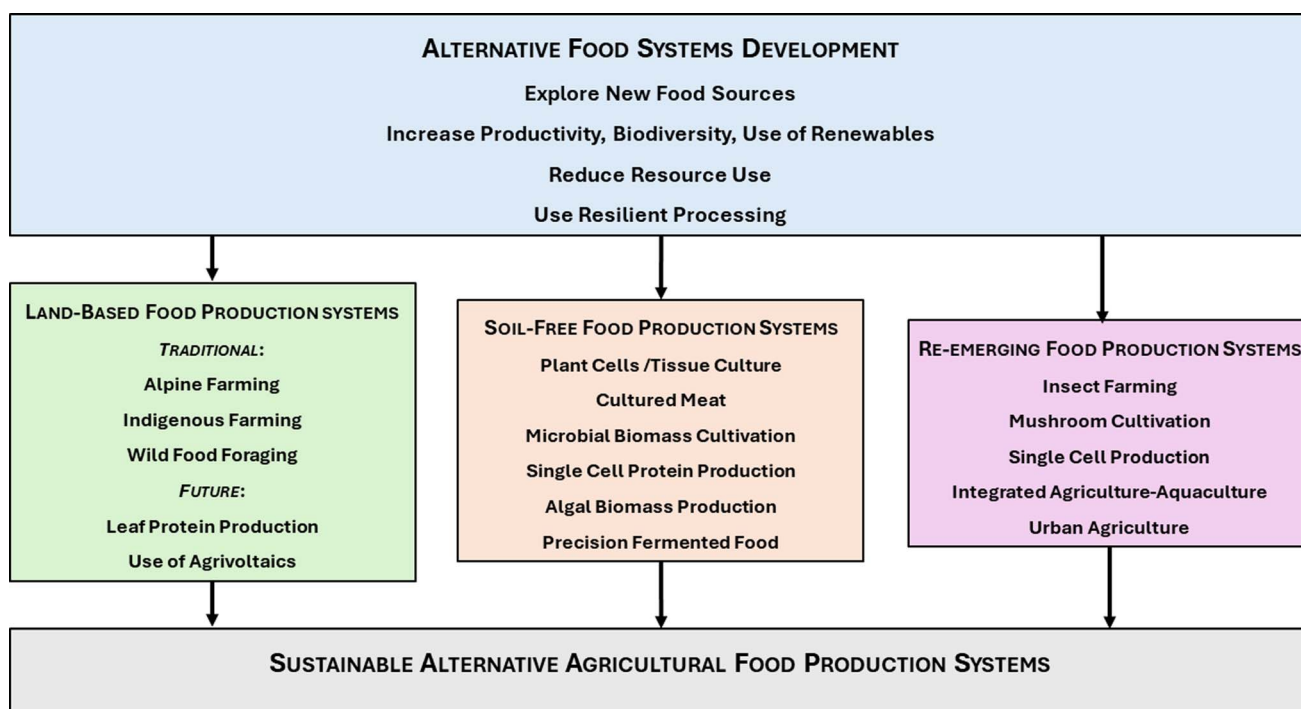 ALTERNATIVE FOOD SYSTEMS DEVELOPMENT
Explore New Food Sources
Increase Productivity, Biodiversity, Use of Renewables
Reduce Resource Use
Use Resilient Processing
LAND-BASED FOOD PRODUCTION SYSTEMS
TRADITIONAL:
Alpine Farming
Indigenous Farming
Wild Food Foraging
FUTURE:
Leaf Protein Production
Use of Agrivoltaics
SOIL-FREE FOOD PRODUCTION SYSTEMS
Plant Cells /Tissue Culture
Cultured Meat
Microbial Biomass Cultivation
Single Cell Protein Production
Algal Biomass Production
Precision Fermented Food
RE-EMERGING FOOD PRODUCTION SYSTEMS
Insect Farming
Mushroom Cultivation
Single Cell Production
Integrated Agriculture-Aquaculture
Urban Agriculture
SUSTAINABLE ALTERNATIVE AGRICULTURAL FOOD PRODUCTION SYSTEMS